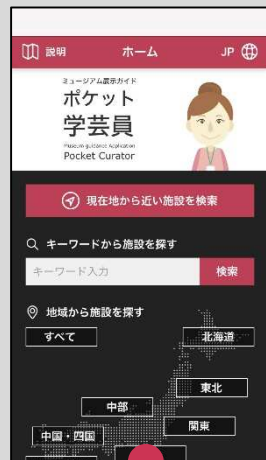 説明
ホーム
JP
ミュージアム展示ガイド
ポケット
学芸員
Museum guidance Application
Pocket Curator
現在地から近い施設を検索
キーワードから施設を探す
キーワード入力
検索
地域から施設を探す
すべて
北海道
東北
中部
関東
中国・四国